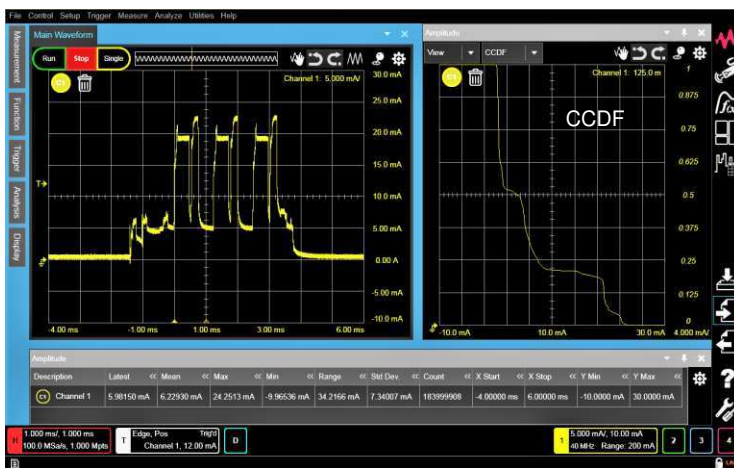 File Control Setup Trigger Measure Analyze Utilities Help
Main Waveform
Run Stop Single
C1 Channel 1: 5.000 mA/
30.0 mA
25.0 mA
20.0 mA
15.0 mA
T 10.0 mA
5.00 mA
0.00 A
-5.00 mA
-10.0 mA
-4.00 ms -1.00 ms 1.00 ms 3.00 ms 6.00 ms
Measurement
Function
Trigger
Analysis
Display
Amplitude
View CCDF
C1 Channel 1: 125.0 m
CCDF
1
0.875
0.75
0.625
0.5
0.375
0.25
0.125
0
-10.0 mA 10.0 mA 30.0 mA 4.000 mA/
Amplitude
Description Latest Mean Max Min Range Std Dev. Count X Start X Stop Y Min Y Max
C1 Channel 1 5.98150 mA 6.22930 mA 24.2513 mA -9.96536 mA 34.2166 mA 7.34007 mA 183999908 -4.00000 ms 6.00000 ms -10.0000 mA 30.0000 mA
H 1.000 ms/, 1.000 ms
100.0 MSa/s, 1.000 Mpts
T Edge, Pos Trig'd
Channel 1, 12.00 mA
D
1 5.000 mA/, 10.00 mA
40 MHz Range: 200 mA
2 3 4